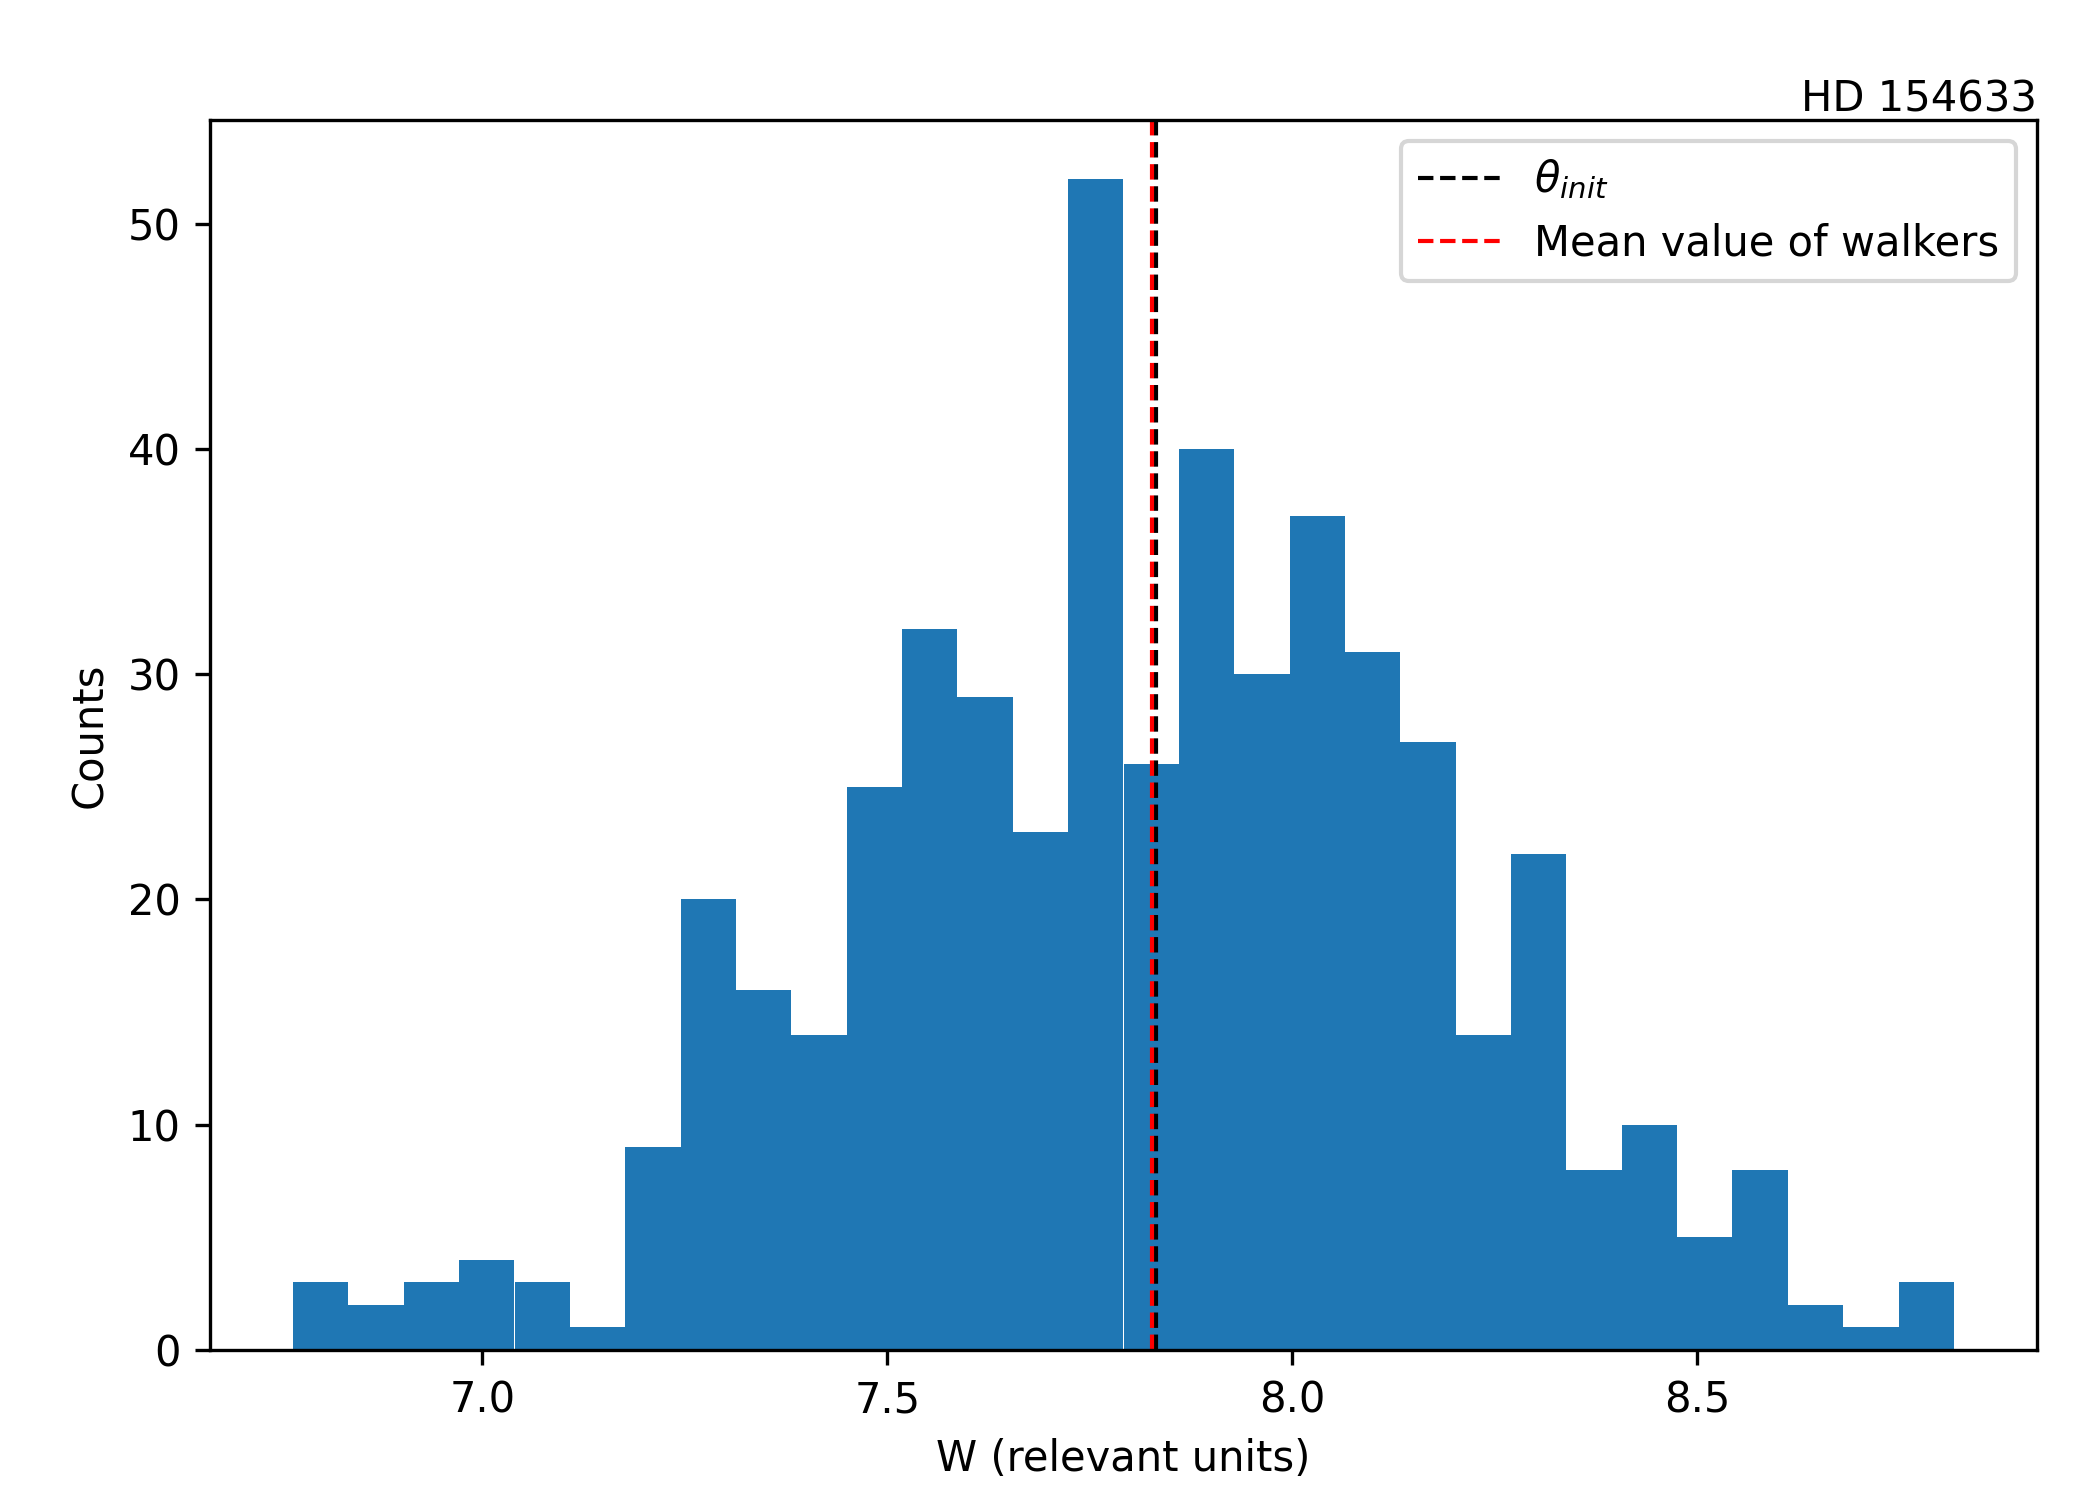 HD 154633
θinit
Mean value of walkers
50
40
30
20
10
0
Counts
7.0 7.5 8.0 8.5
W (relevant units)